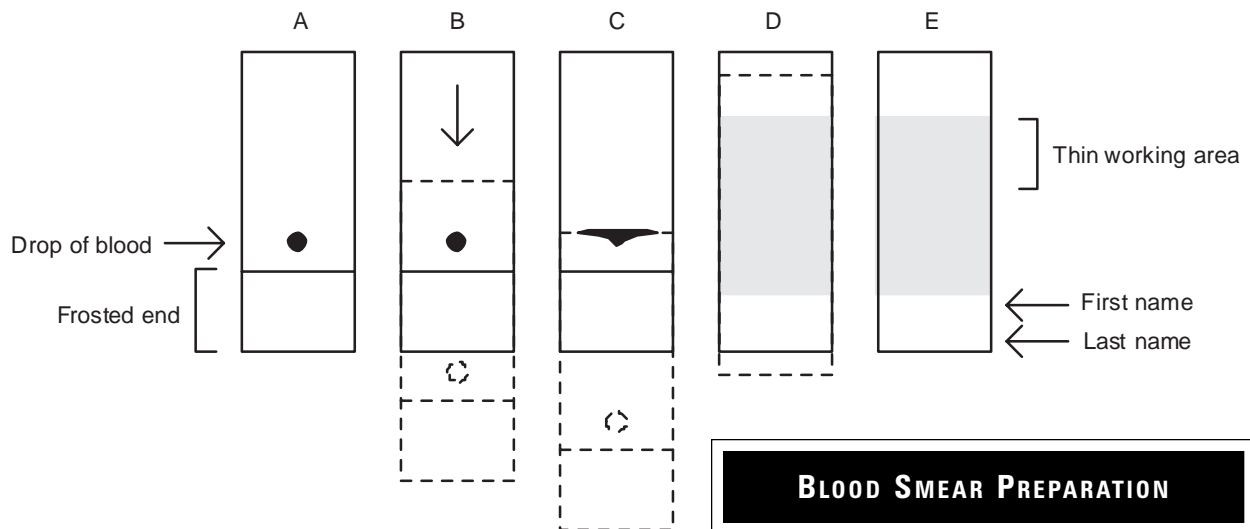 A B C D E
Thin working area
Drop of blood
Frosted end
First name
Last name
BLOOD SMEAR PREPARATION